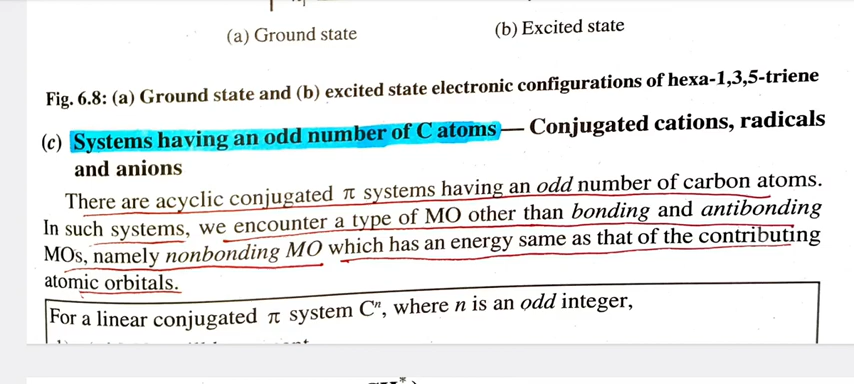 (a) Ground state
(b) Excited state
Fig. 6.8: (a) Ground state and (b) excited state electronic configurations of hexa-1,3,5-triene
(c) Systems having an odd number of C atoms— Conjugated cations, radicals
and anions
There are acyclic conjugated π systems having an odd number of carbon atoms.
In such systems, we encounter a type of MO other than bonding and antibonding
MOs, namely nonbonding MO which has an energy same as that of the contributing
atomic orbitals.
For a linear conjugated π system Cⁿ, where n is an odd integer,